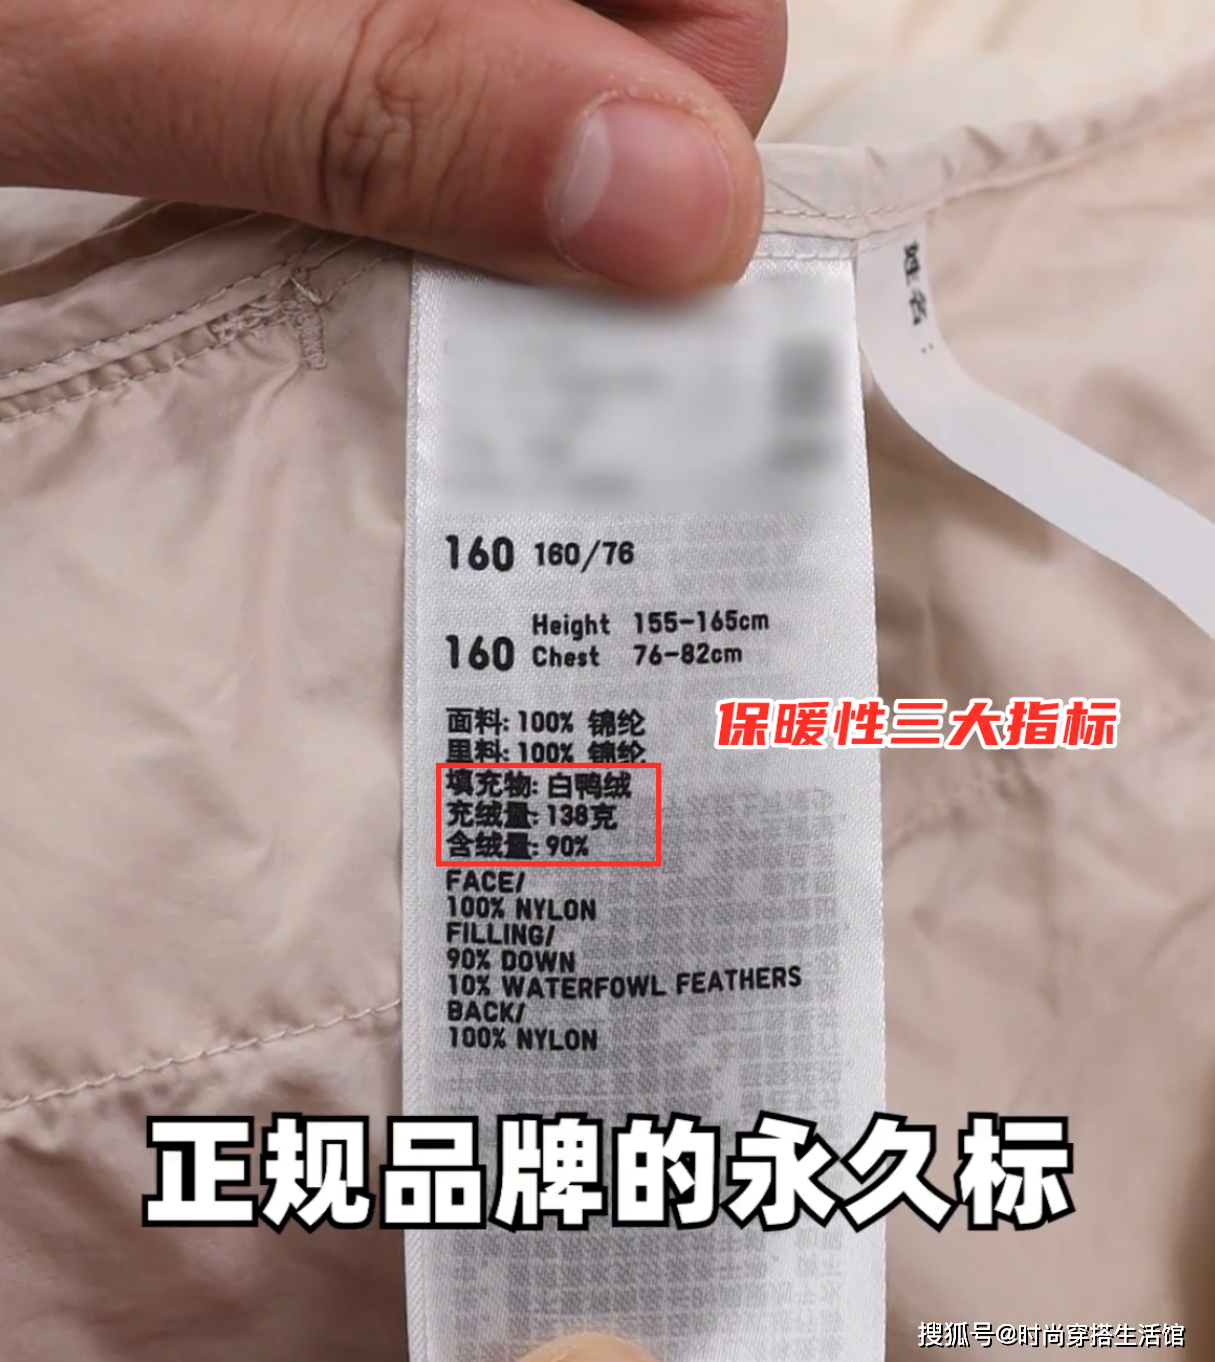 姓名:
160 160/76
160 Height 155-165cm
Chest 76-82cm
面料: 100% 锦纶
里料: 100% 锦纶
保暖性三大指标
填充物: 白鸭绒
充绒量: 138克
含绒量: 90%
FACE/
100% NYLON
FILLING/
90% DOWN
10% WATERFOWL FEATHERS
BACK/
100% NYLON
正规品牌的永久标
搜狐号@时尚穿搭生活馆